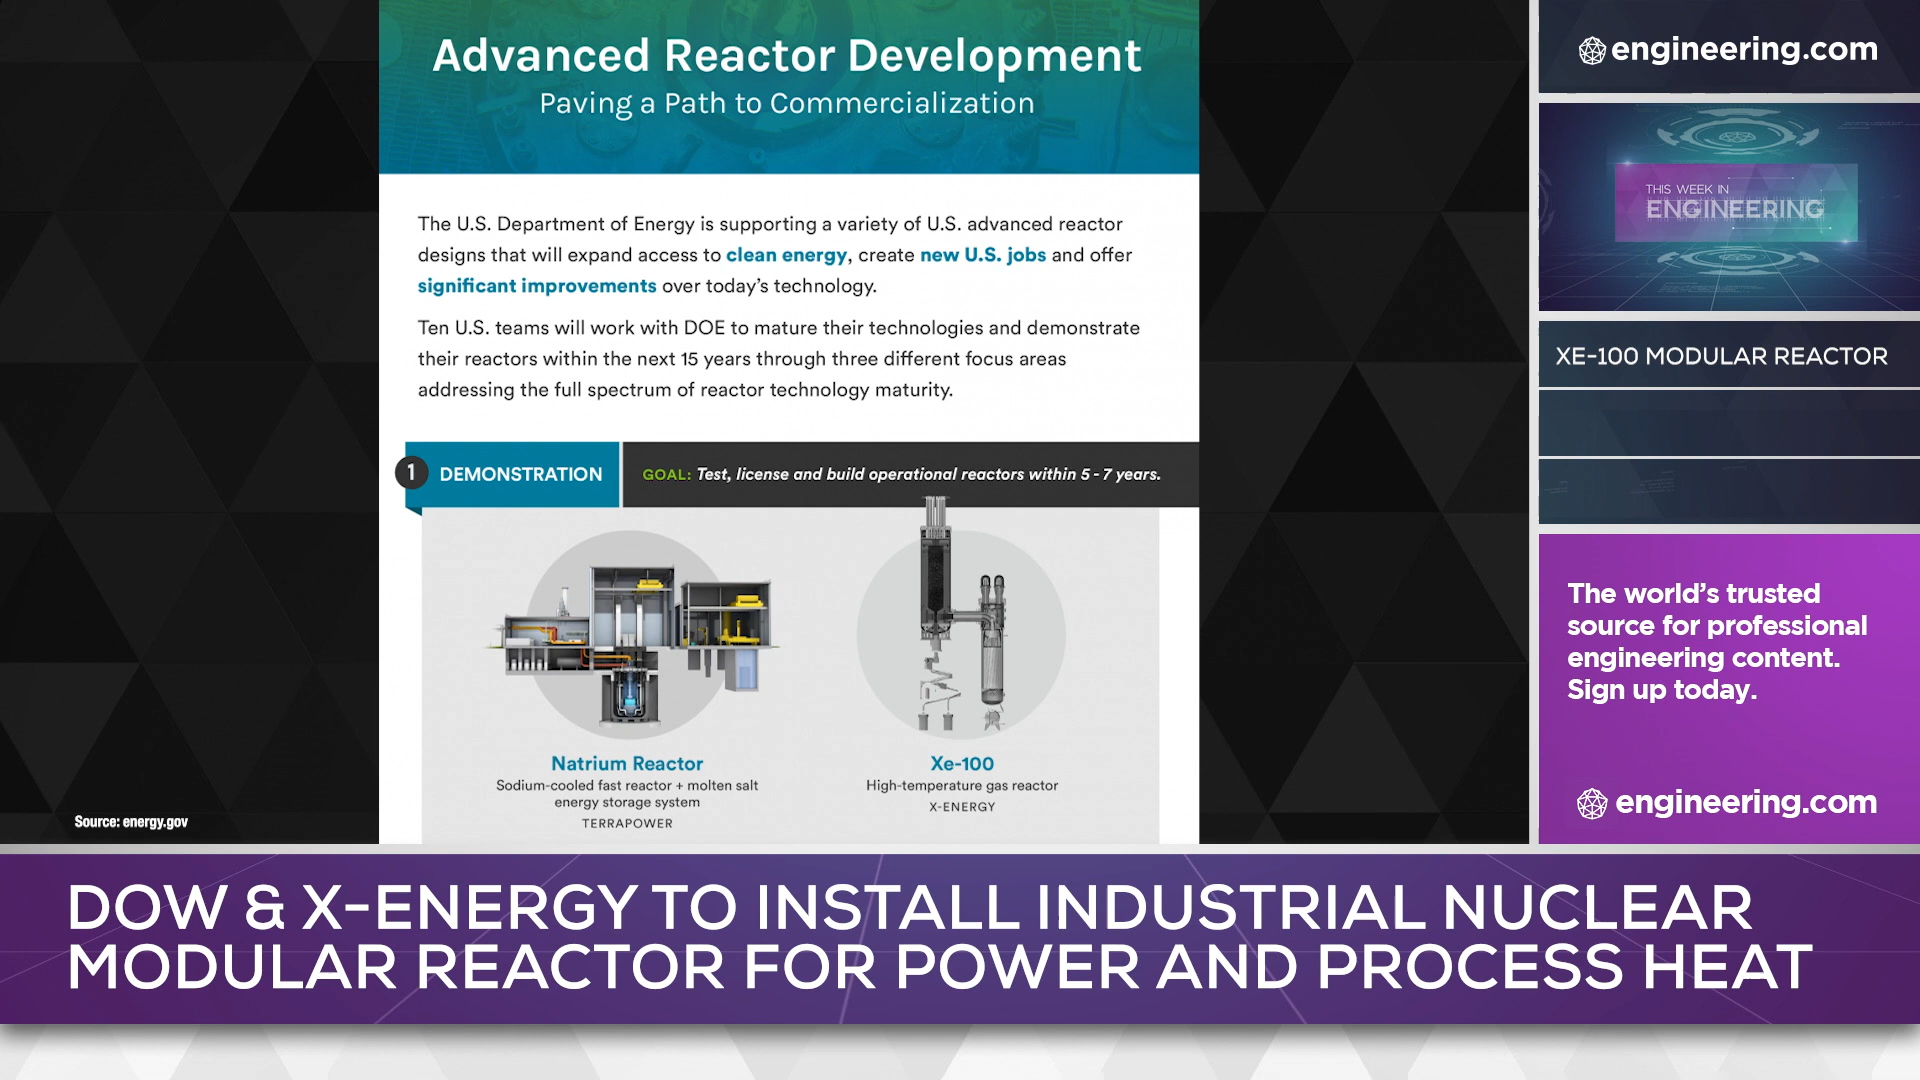 Advanced Reactor Development
Paving a Path to Commercialization
The U.S. Department of Energy is supporting a variety of U.S. advanced reactor
designs that will expand access to clean energy, create new U.S. jobs and offer
significant improvements over today's technology.
Ten U.S. teams will work with DOE to mature their technologies and demonstrate
their reactors within the next 15 years through three different focus areas
addressing the full spectrum of reactor technology maturity.
1 DEMONSTRATION
GOAL: Test, license and build operational reactors within 5 - 7 years.
Natrium Reactor
Sodium-cooled fast reactor + molten salt
energy storage system
TERRAPOWER
Xe-100
High-temperature gas reactor
X-ENERGY
Source: energy.gov
engineering.com
THIS WEEK IN
ENGINEERING
XE-100 MODULAR REACTOR
The world's trusted
source for professional
engineering content.
Sign up today.
engineering.com
DOW & X-ENERGY TO INSTALL INDUSTRIAL NUCLEAR
MODULAR REACTOR FOR POWER AND PROCESS HEAT